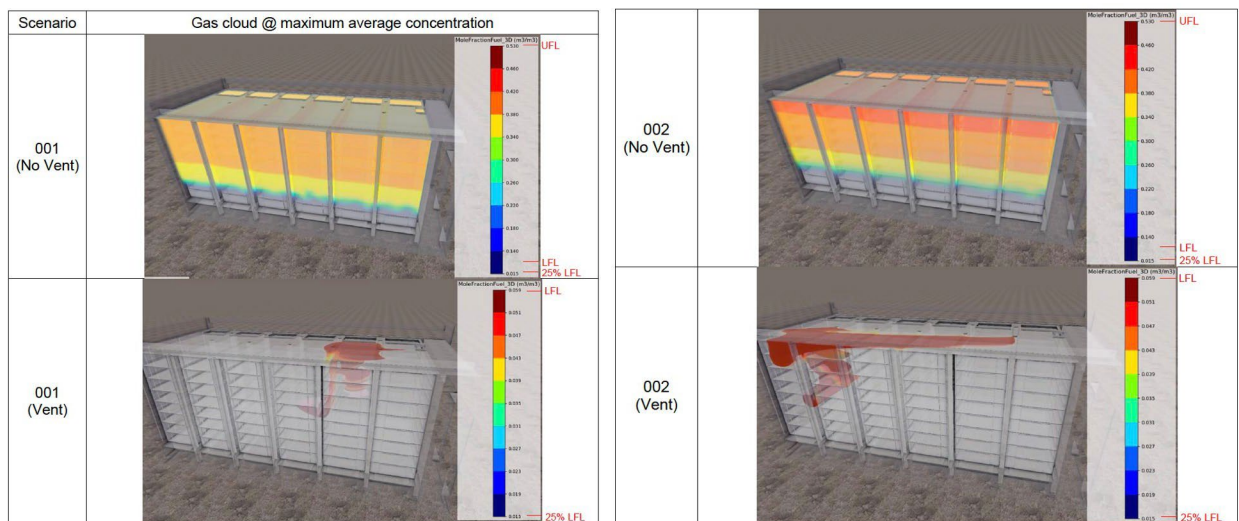 Scenario
Gas cloud @ maximum average concentration
001
(No Vent)
MoleFractionFuel_3D (m3/m3)
0.530
UFL
0.460
0.420
0.380
0.340
0.300
0.260
0.220
0.180
0.140
LFL
0.015
25% LFL
001
(Vent)
MoleFractionFuel_3D (m3/m3)
0.059
LFL
0.051
0.047
0.043
0.039
0.035
0.031
0.027
0.023
0.019
0.015
25% LFL
002
(No Vent)
MoleFractionFuel_3D (m3/m3)
0.530
UFL
0.460
0.420
0.380
0.340
0.300
0.260
0.220
0.180
0.140
LFL
0.015
25% LFL
002
(Vent)
MoleFractionFuel_3D (m3/m3)
0.059
LFL
0.051
0.047
0.043
0.039
0.035
0.031
0.027
0.023
0.019
0.015
25% LFL